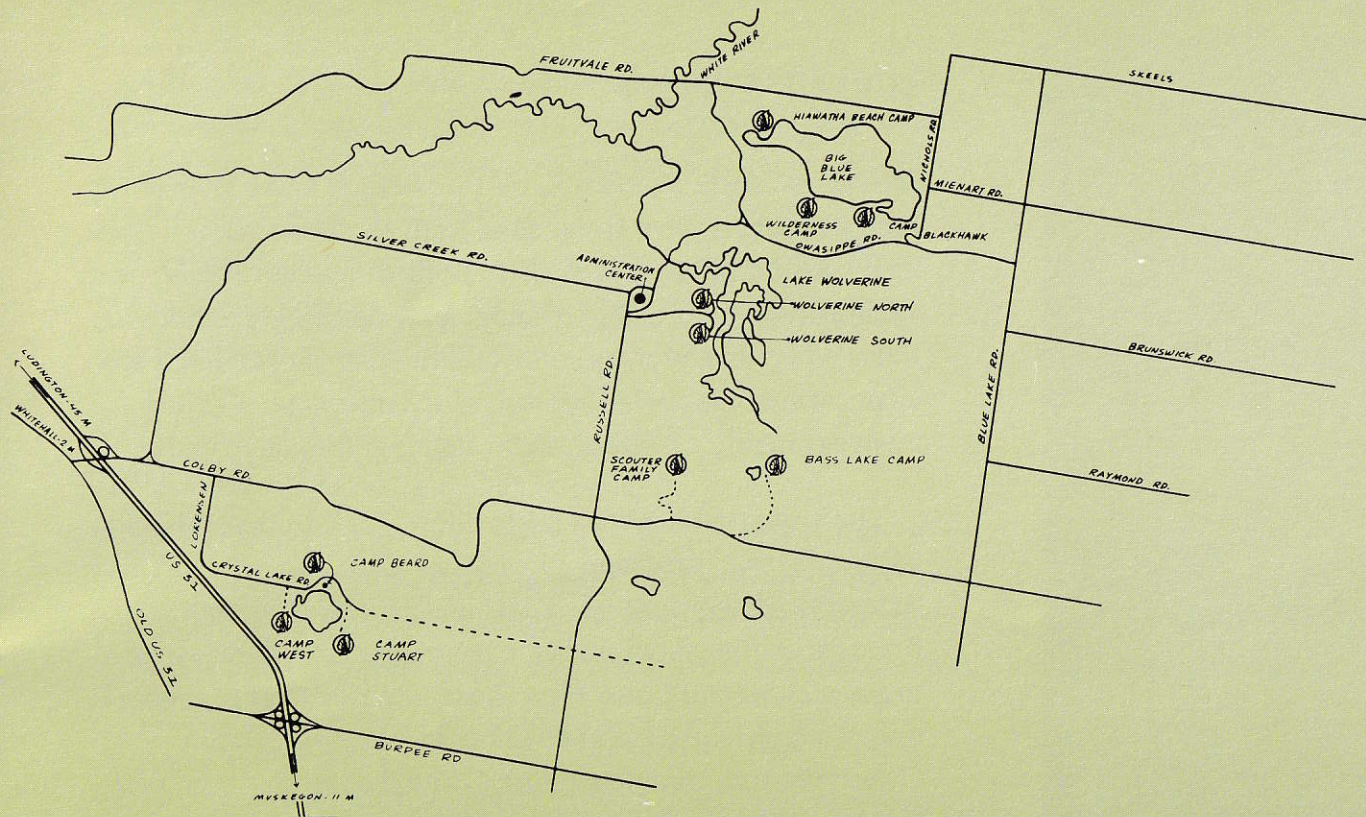 FRUITVALE RD.
WHITE RIVER
SKEELS
HIAWATHA BEACH CAMP
NICHOLS RD.
BIG
BLUE
LAKE
MIENART RD.
WILDERNESS
CAMP
CAMP
BLACKHAWK
OWASIPPE RD.
SILVER CREEK RD.
ADMINISTRATION
CENTER
LAKE WOLVERINE
WOLVERINE NORTH
WOLVERINE SOUTH
BRUNSWICK RD
BLUE LAKE RD.
RUSSELL RD.
LUDINGTON-45 M
WHITEHALL-2 M
COLBY RD
SCOUTER
FAMILY
CAMP
BASS LAKE CAMP
RAYMOND RD.
LORENSEN
US 31
CRYSTAL LAKE RD
CAMP BEARD
OLD US 31
CAMP
WEST
CAMP
STUART
BURPEE RD
MUSKEGON-11 M